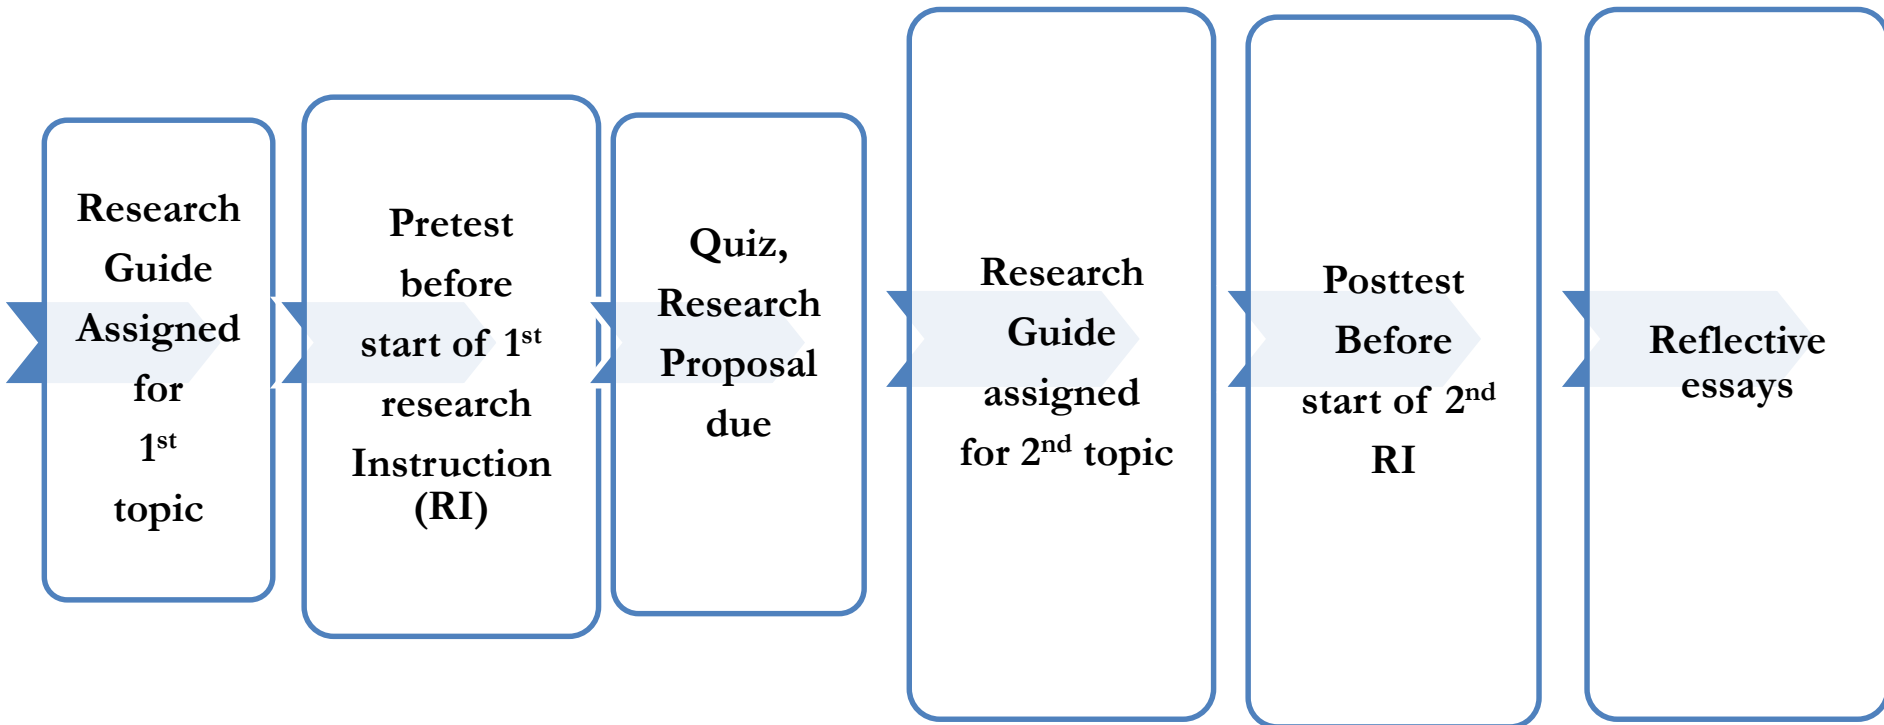 Research
Guide
Assigned
for
1st
topic
Pretest
before
start of 1st
research
Instruction
(RI)
Quiz,
Research
Proposal
due
Research
Guide
assigned
for 2nd topic
Posttest
Before
start of 2nd
RI
Reflective
essays